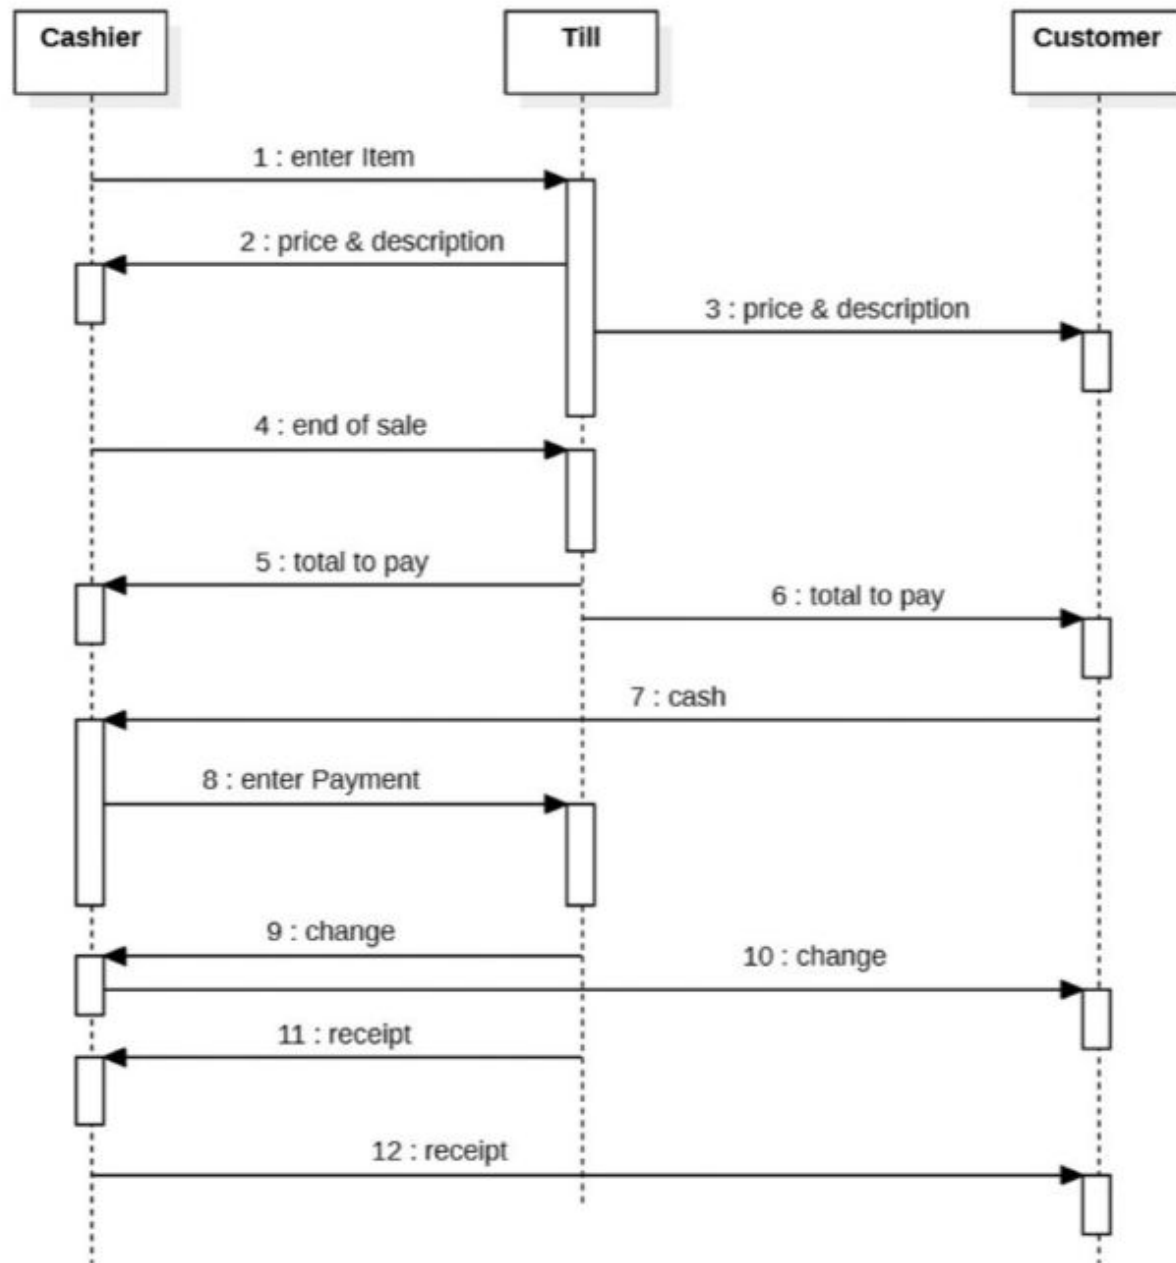 Cashier
Till
Customer
1 : enter Item
2 : price & description
3 : price & description
4 : end of sale
5 : total to pay
6 : total to pay
7 : cash
8 : enter Payment
9 : change
10 : change
11 : receipt
12 : receipt